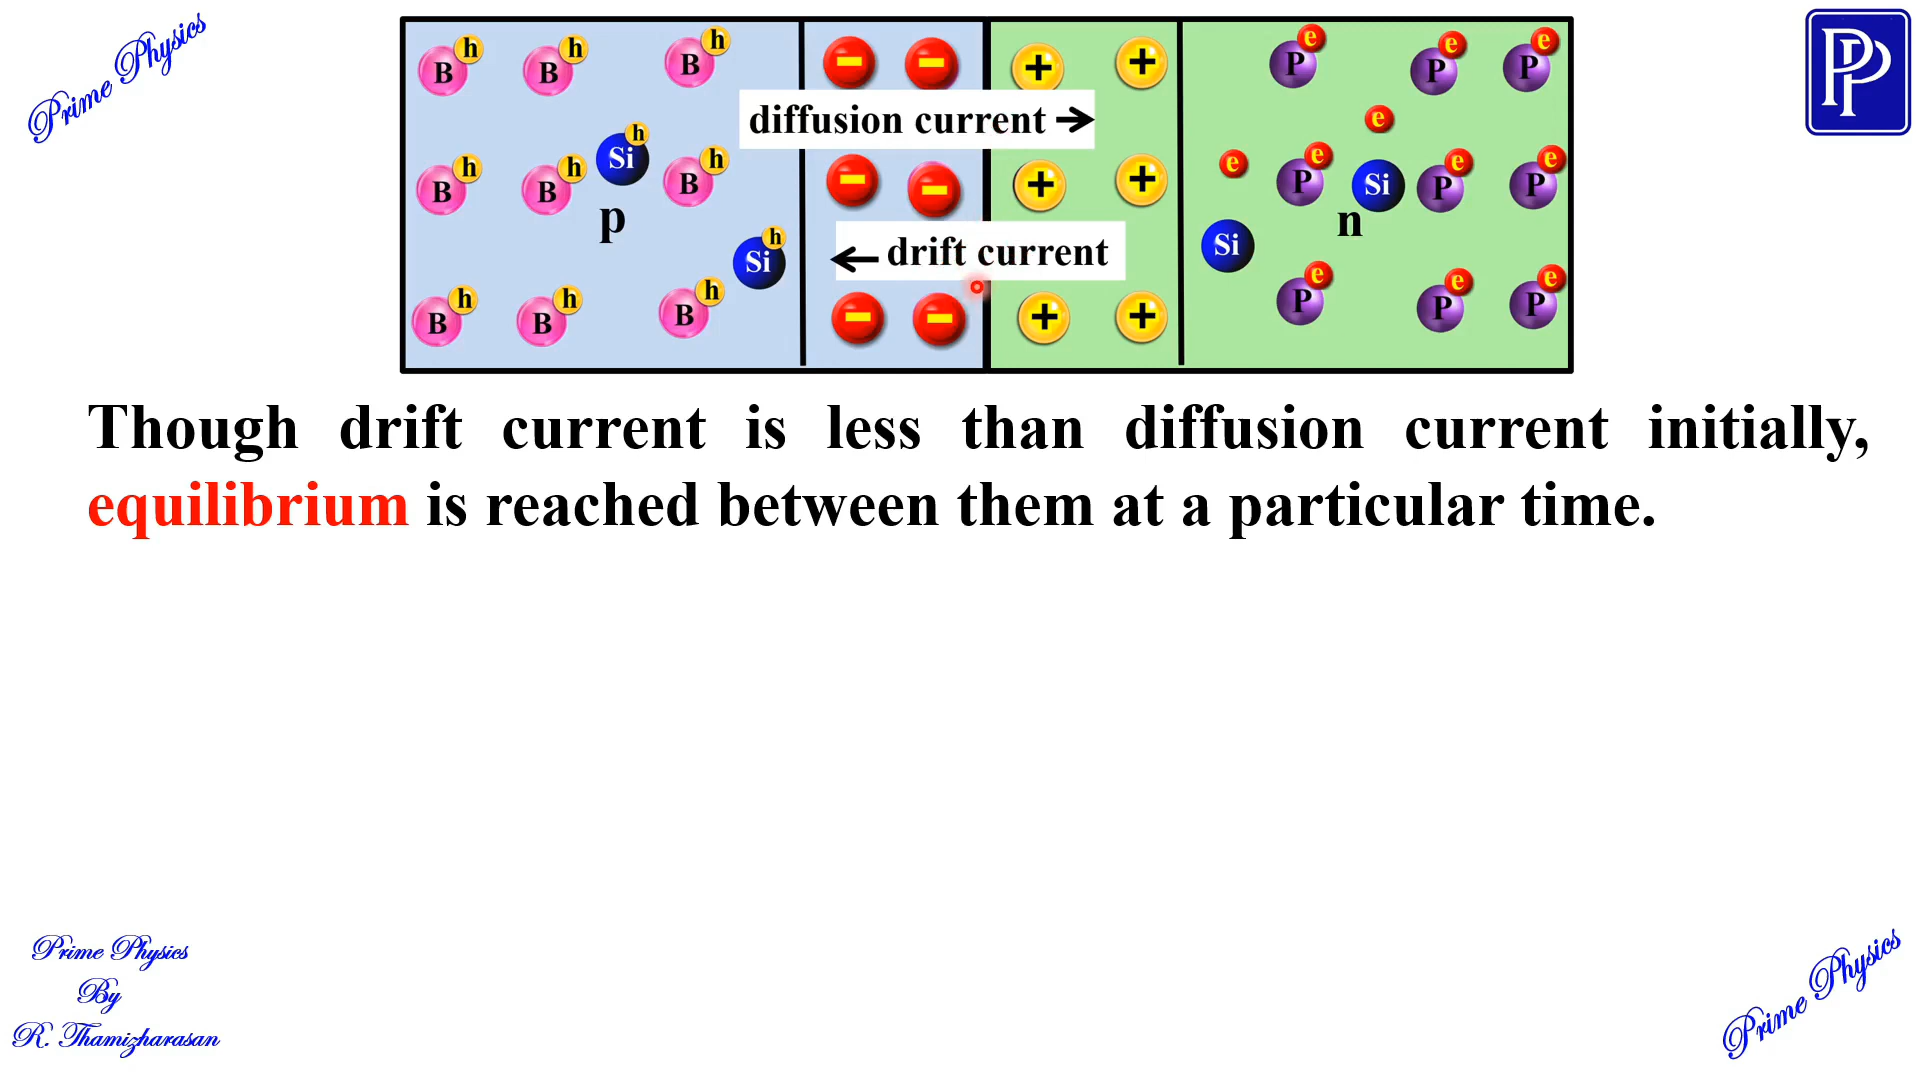 Prime Physics
PP
B h B h B h − − + + P e P e P e
diffusion current →
e
B h B h Si h B h − − + + e P e Si P e P e
p n
Si h ← drift current Si
B h B h B h − − + + P e P e P e
Though drift current is less than diffusion current initially,
equilibrium is reached between them at a particular time.
Prime Physics
By
R. Thamizharasan
Prime Physics